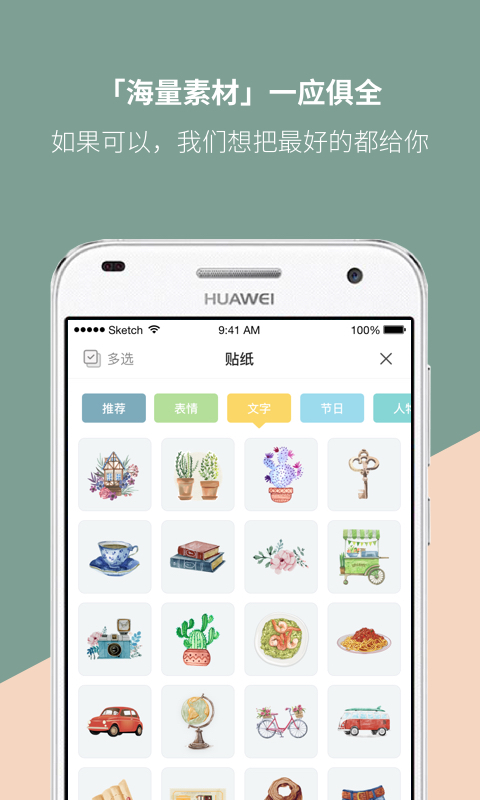 「海量素材」一应俱全
如果可以，我们想把最好的都给你
HUAWEI
Sketch 9:41 AM 100%
多选 贴纸
推荐 表情 文字 节日 人物